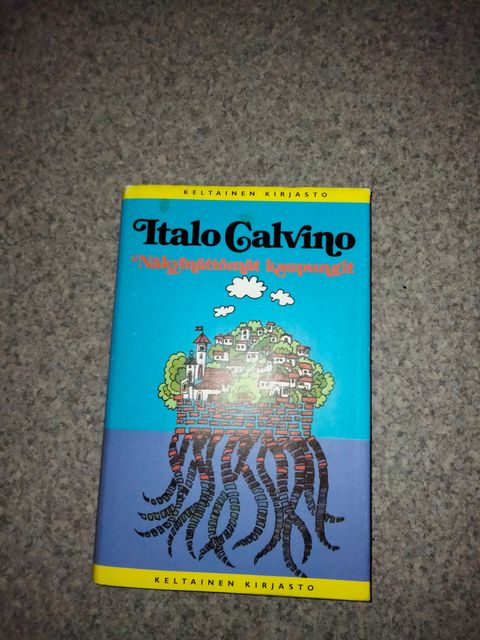 KELTAINEN KIRJASTO
Italo Calvino
Näkymättömät kaupungit
KELTAINEN KIRJASTO